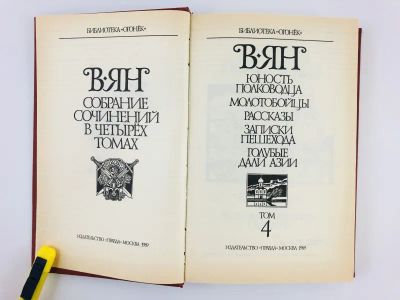 БИБЛИОТЕКА «ОГОНЁК»
В·ЯН
СОБРАНИЕ
СОЧИНЕНИЙ
В ЧЕТЫРЁХ
ТОМАХ
ИЗДАТЕЛЬСТВО «ПРАВДА» МОСКВА 1989
БИБЛИОТЕКА «ОГОНЁК»
В·ЯН
ЮНОСТЬ
ПОЛКОВОДЦА
МОЛОТОБОЙЦЫ
РАССКАЗЫ
ЗАПИСКИ
ПЕШЕХОДА
ГОЛУБЫЕ
ДАЛИ АЗИИ
ТОМ
4
ИЗДАТЕЛЬСТВО «ПРАВДА» МОСКВА 1989